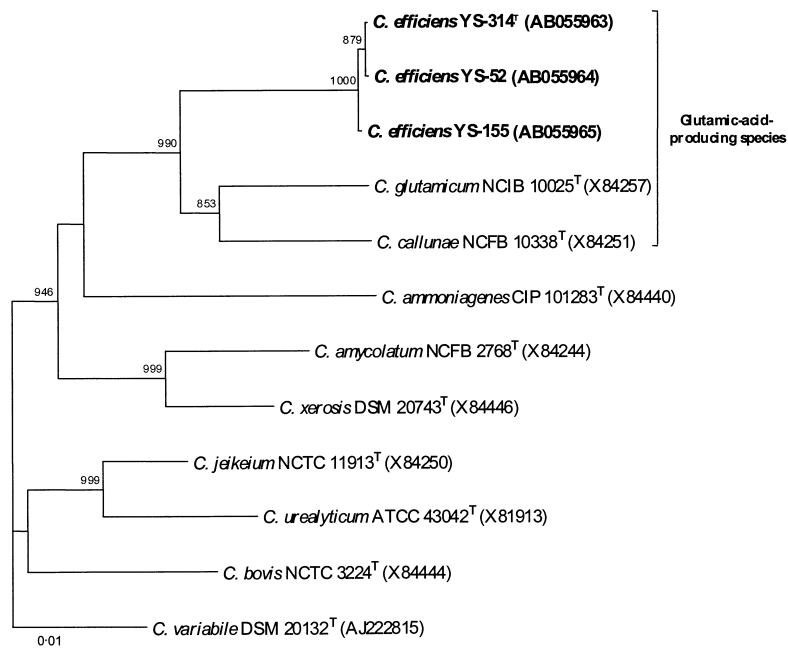 C. efficiens YS-314T (AB055963)
879
C. efficiens YS-52 (AB055964)
1000
Glutamic-acid-
producing species
C. efficiens YS-155 (AB055965)
990
C. glutamicum NCIB 10025T (X84257)
853
C. callunae NCFB 10338T (X84251)
946
C. ammoniagenes CIP 101283T (X84440)
C. amycolatum NCFB 2768T (X84244)
999
C. xerosis DSM 20743T (X84446)
C. jeikeium NCTC 11913T (X84250)
999
C. urealyticum ATCC 43042T (X81913)
C. bovis NCTC 3224T (X84444)
C. variabile DSM 20132T (AJ222815)
0·01